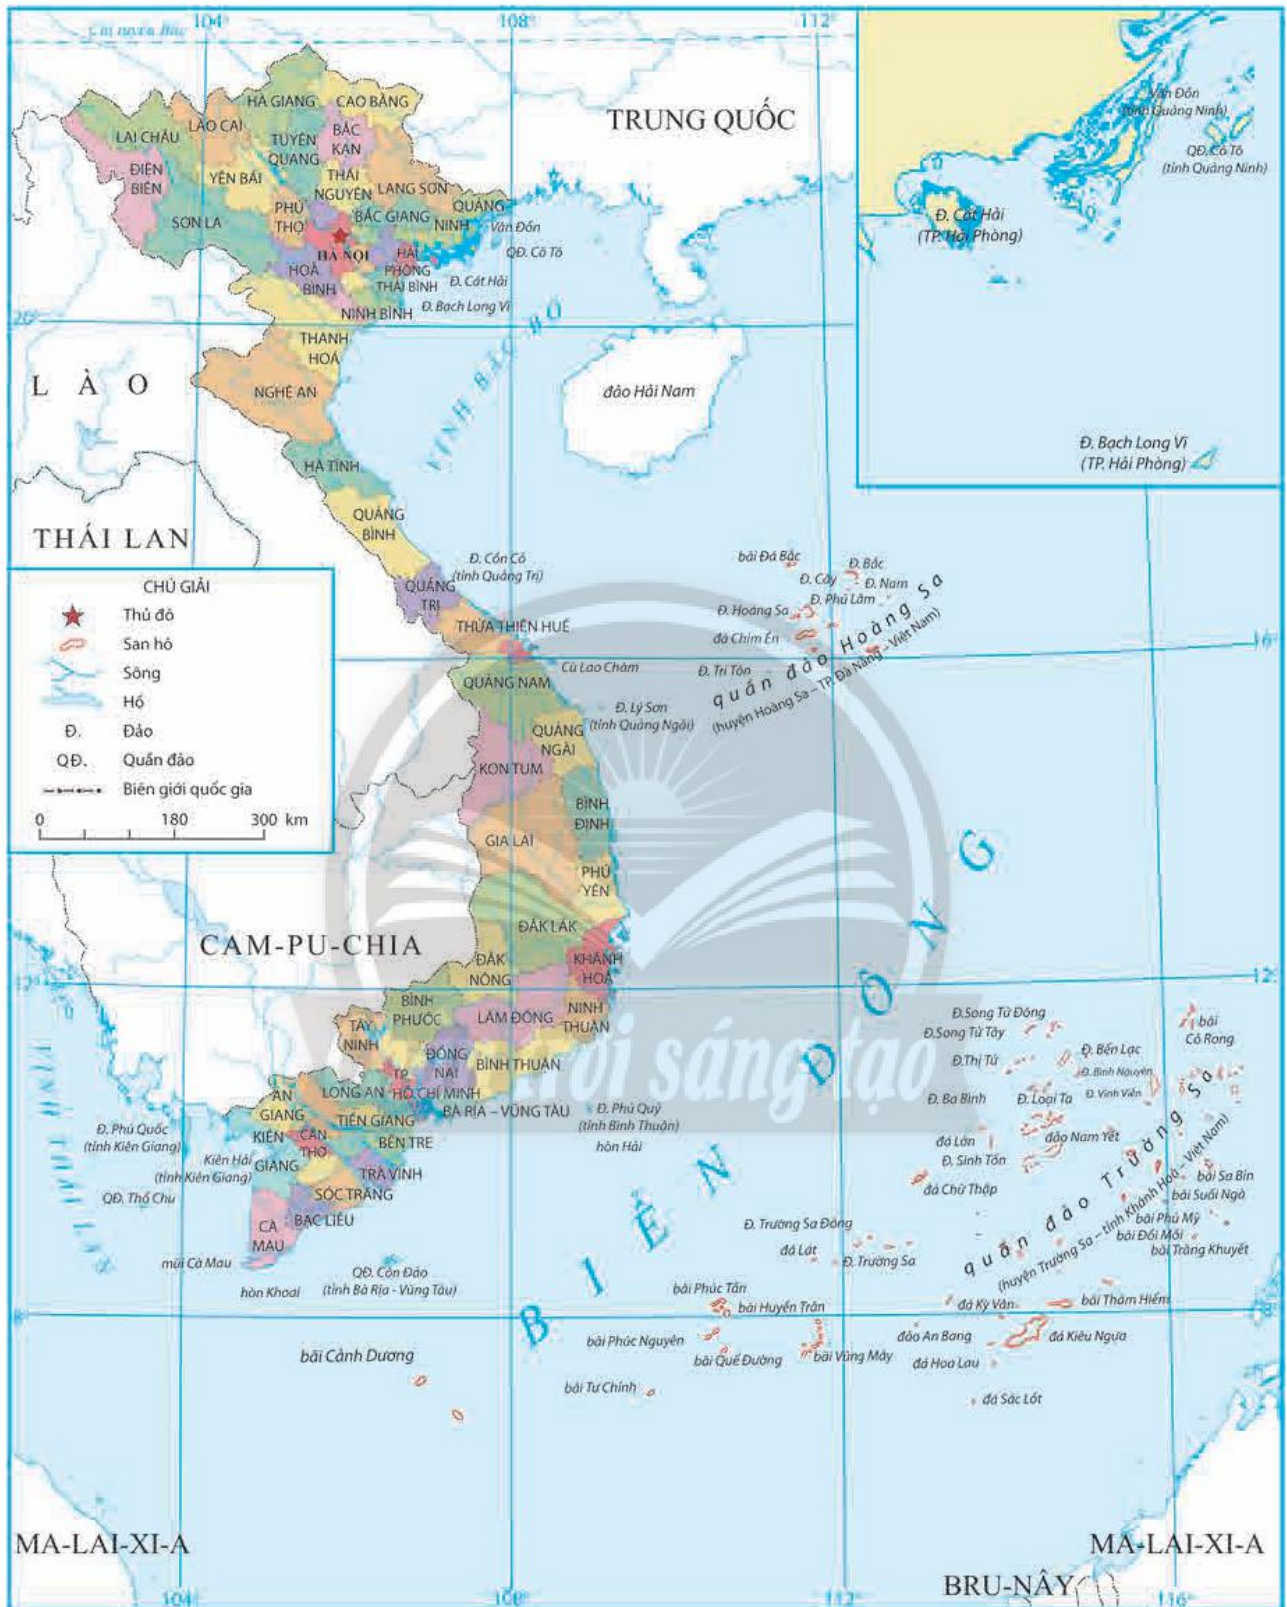 104°
108°
112°
Chí tuyến Bắc
TRUNG QUỐC
HÀ GIANG
CAO BẰNG
LAI CHÂU
LÀO CAI
TUYÊN
QUANG
BẮC
KẠN
ĐIỆN
BIÊN
YÊN BÁI
THÁI
NGUYÊN
LẠNG SƠN
SƠN LA
PHÚ
THỌ
BẮC GIANG
QUẢNG
NINH
Vân Đồn
HÀ NỘI
QĐ. Cô Tô
HOÀ
BÌNH
HẢI
PHÒNG
THÁI BÌNH
Đ. Cát Hải
Đ. Bạch Long Vĩ
NINH BÌNH
20°
VỊNH BẮC BỘ
THANH
HOÁ
LÀO
NGHỆ AN
đảo Hải Nam
HÀ TĨNH
THÁI LAN
QUẢNG
BÌNH
Đ. Cồn Cỏ
(tỉnh Quảng Trị)
QUẢNG
TRỊ
THỪA THIÊN HUẾ
Cù Lao Chàm
QUẢNG NAM
Đ. Lý Sơn
(tỉnh Quảng Ngãi)
QUẢNG
NGÃI
KON TUM
BÌNH
ĐỊNH
GIA LAI
PHÚ
YÊN
ĐẮK LẮK
CAM-PU-CHIA
ĐẮK
NÔNG
KHÁNH
HOÀ
BÌNH
PHƯỚC
LÂM ĐỒNG
NINH
THUẬN
TÂY
NINH
ĐỒNG
NAI
BÌNH THUẬN
TP.
HỒ CHÍ MINH
LONG AN
AN
GIANG
TIỀN GIANG
BÀ RỊA – VŨNG TÀU
Đ. Phú Quý
(tỉnh Bình Thuận)
hòn Hải
KIÊN
GIANG
CẦN
THƠ
BẾN TRE
TRÀ VINH
Đ. Phú Quốc
(tỉnh Kiên Giang)
Kiên Hải
(tỉnh Kiên Giang)
QĐ. Thổ Chu
SÓC TRĂNG
BẠC LIÊU
CÀ
MAU
mũi Cà Mau
hòn Khoai
QĐ. Côn Đảo
(tỉnh Bà Rịa - Vũng Tàu)
bãi Cảnh Dương
BIỂN ĐÔNG
Chân trời sáng tạo
CHÚ GIẢI
Thủ đô
San hô
Sông
Hồ
Đ. Đảo
QĐ. Quần đảo
Biên giới quốc gia
0 180 300 km
Vân Đồn
(tỉnh Quảng Ninh)
QĐ. Cô Tô
(tỉnh Quảng Ninh)
Đ. Cát Hải
(TP. Hải Phòng)
Đ. Bạch Long Vĩ
(TP. Hải Phòng)
bãi Đá Bắc
Đ. Bắc
Đ. Cây
Đ. Nam
Đ. Phú Lâm
Đ. Hoàng Sa
đá Chim Én
Đ. Tri Tôn
quần đảo Hoàng Sa
(huyện Hoàng Sa – TP. Đà Nẵng – Việt Nam)
16°
12°
12°
Đ.Song Tử Đông
Đ.Song Tử Tây
Đ.Thị Tứ
Đ. Bến Lạc
Đ. Bình Nguyên
Đ. Vĩnh Viễn
bãi
Cỏ Rong
Đ. Ba Bình
Đ. Loại Ta
đá Lớn
đảo Nam Yết
Đ. Sinh Tồn
đá Chữ Thập
bãi Sa Bin
bãi Suối Ngà
bãi Phù Mỹ
bãi Đồi Mồi
bãi Trăng Khuyết
quần đảo Trường Sa
(huyện Trường Sa – tỉnh Khánh Hoà – Việt Nam)
Đ. Trường Sa Đông
đá Lát
Đ. Trường Sa
bãi Phúc Tần
bãi Huyền Trân
đá Kỳ Vân
bãi Thám Hiểm
8°
bãi Phúc Nguyên
đảo An Bang
đá Kiêu Ngựa
bãi Quế Đường
bãi Vũng Mây
đá Hoa Lau
bãi Tư Chính
đá Sác Lốt
MA-LAI-XI-A
MA-LAI-XI-A
BRU-NÂY
104°
108°
112°
116°